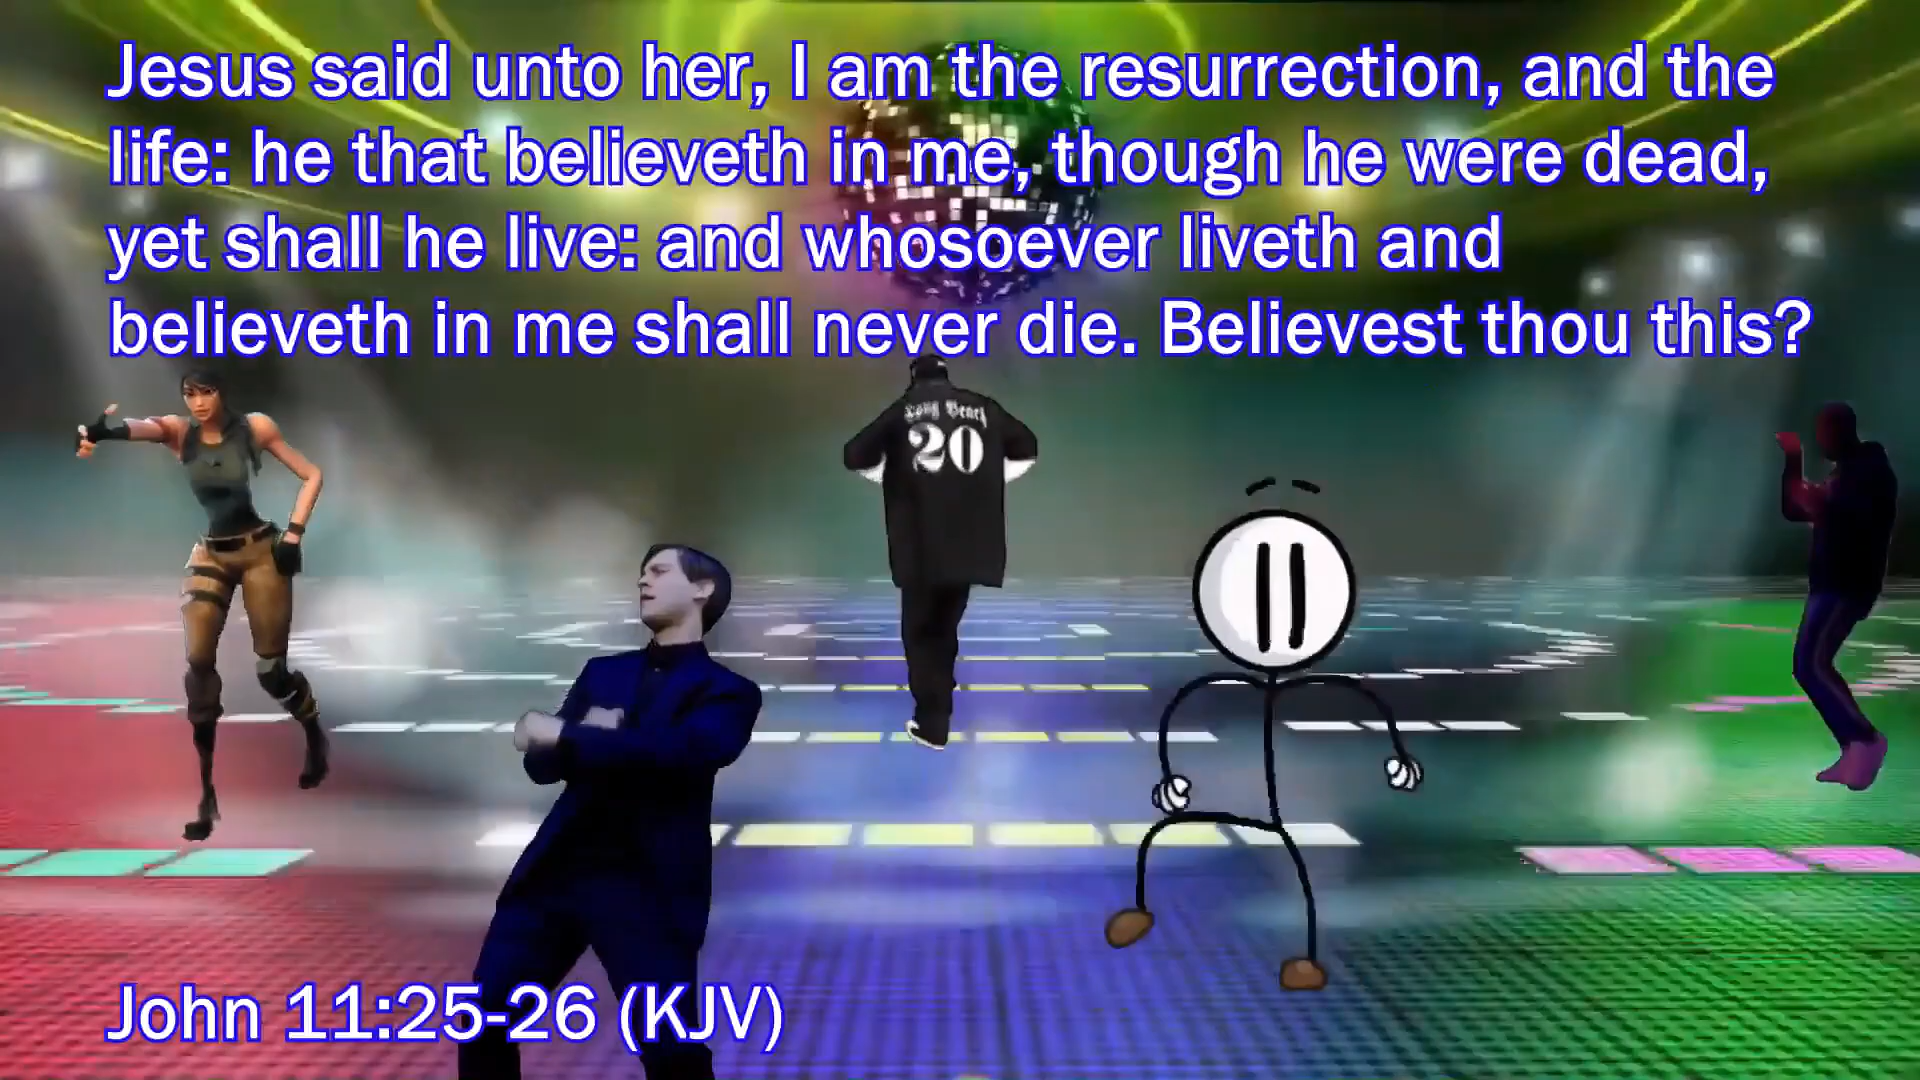 Jesus said unto her, I am the resurrection, and the
life: he that believeth in me, though he were dead,
yet shall he live: and whosoever liveth and
believeth in me shall never die. Believest thou this?
Long Beach
20
John 11:25-26 (KJV)